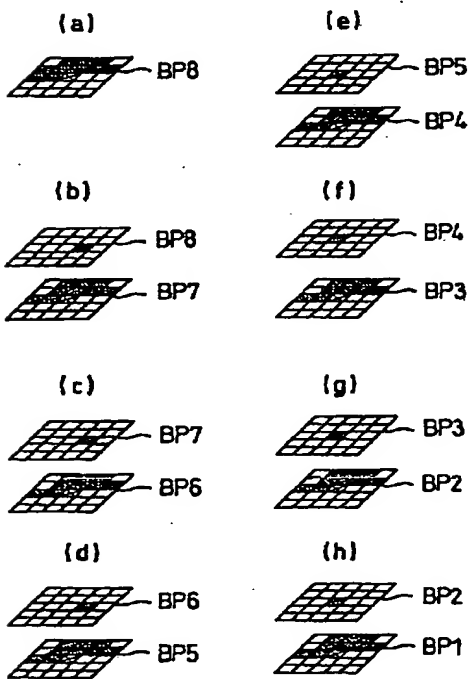 (a)
BP8
(b)
BP8
BP7
(c)
BP7
BP6
(d)
BP6
BP5
(e)
BP5
BP4
(f)
BP4
BP3
(g)
BP3
BP2
(h)
BP2
BP1